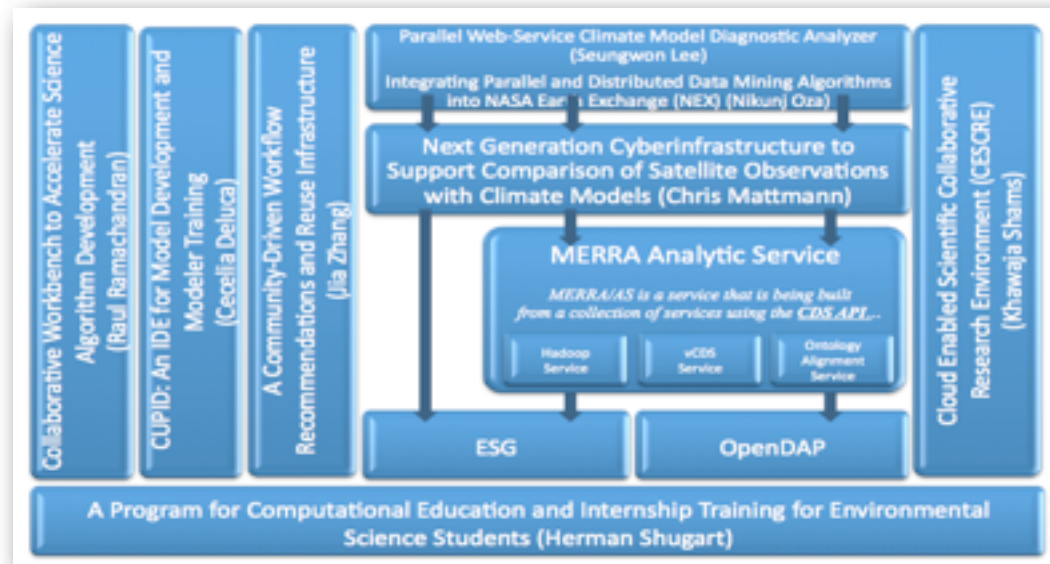 Collaborative Workbench to Accelerate Science
Algorithm Development
(Raul Ramachandran)
CUPID: An IDE for Model Development and
Modeler Training
(Cecelia Deluca)
A Community-Driven Workflow
Recommendations and Reuse Infrastructure
(Jia Zhang)
Parallel Web-Service Climate Model Diagnostic Analyzer
(Seungwon Lee)
Integrating Parallel and Distributed Data Mining Algorithms
into NASA Earth Exchange (NEX) (Nikunj Oza)
Next Generation Cyberinfrastructure to
Support Comparison of Satellite Observations
with Climate Models (Chris Mattmann)
MERRA Analytic Service
MERRA/AS is a service that is being built
from a collection of services using the CDS API...
Hadoop
Service
vCDS
Service
Ontology
Alignment
Service
ESG
OpenDAP
Cloud Enabled Scientific Collaborative
Research Environment (CESCRE)
(Khawaja Shams)
A Program for Computational Education and Internship Training for Environmental
Science Students (Herman Shugart)